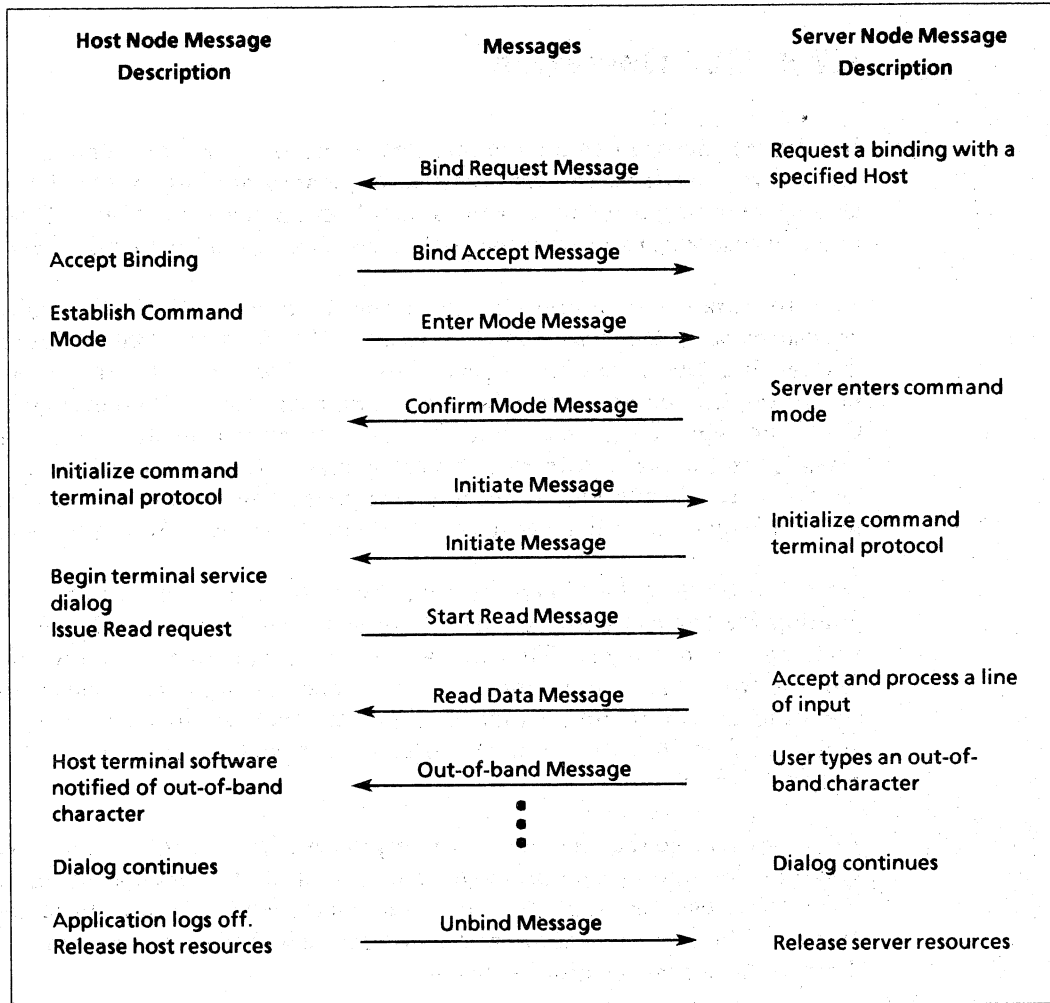 Host Node Message
Description
Messages
Server Node Message
Description
Bind Request Message
Request a binding with a
specified Host
Accept Binding
Bind Accept Message
Establish Command
Mode
Enter Mode Message
Confirm Mode Message
Server enters command
mode
Initialize command
terminal protocol
Initiate Message
Initiate Message
Initialize command
terminal protocol
Begin terminal service
dialog
Issue Read request
Start Read Message
Read Data Message
Accept and process a line
of input
Host terminal software
notified of out-of-band
character
Out-of-band Message
User types an out-of-
band character
Dialog continues
Dialog continues
Application logs off.
Release host resources
Unbind Message
Release server resources